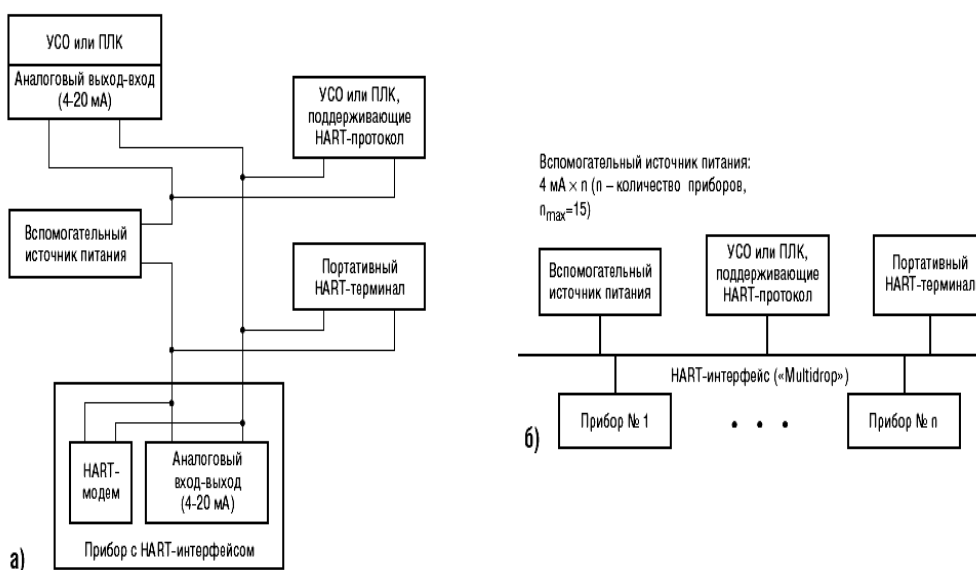 УСО или ПЛК
Аналоговый выход-вход
(4-20 мА)
УСО или ПЛК,
поддерживающие
HART-протокол
Вспомогательный
источник питания
Портативный
HART-терминал
HART-
модем
Аналоговый
вход-выход
(4-20 мА)
Прибор с HART-интерфейсом
а)
Вспомогательный источник питания:
4 мА × n (n – количество приборов,
nmax=15)
Вспомогательный
источник питания
УСО или ПЛК,
поддерживающие
HART-протокол
Портативный
HART-терминал
HART-интерфейс («Multidrop»)
Прибор № 1
• • •
Прибор № n
б)